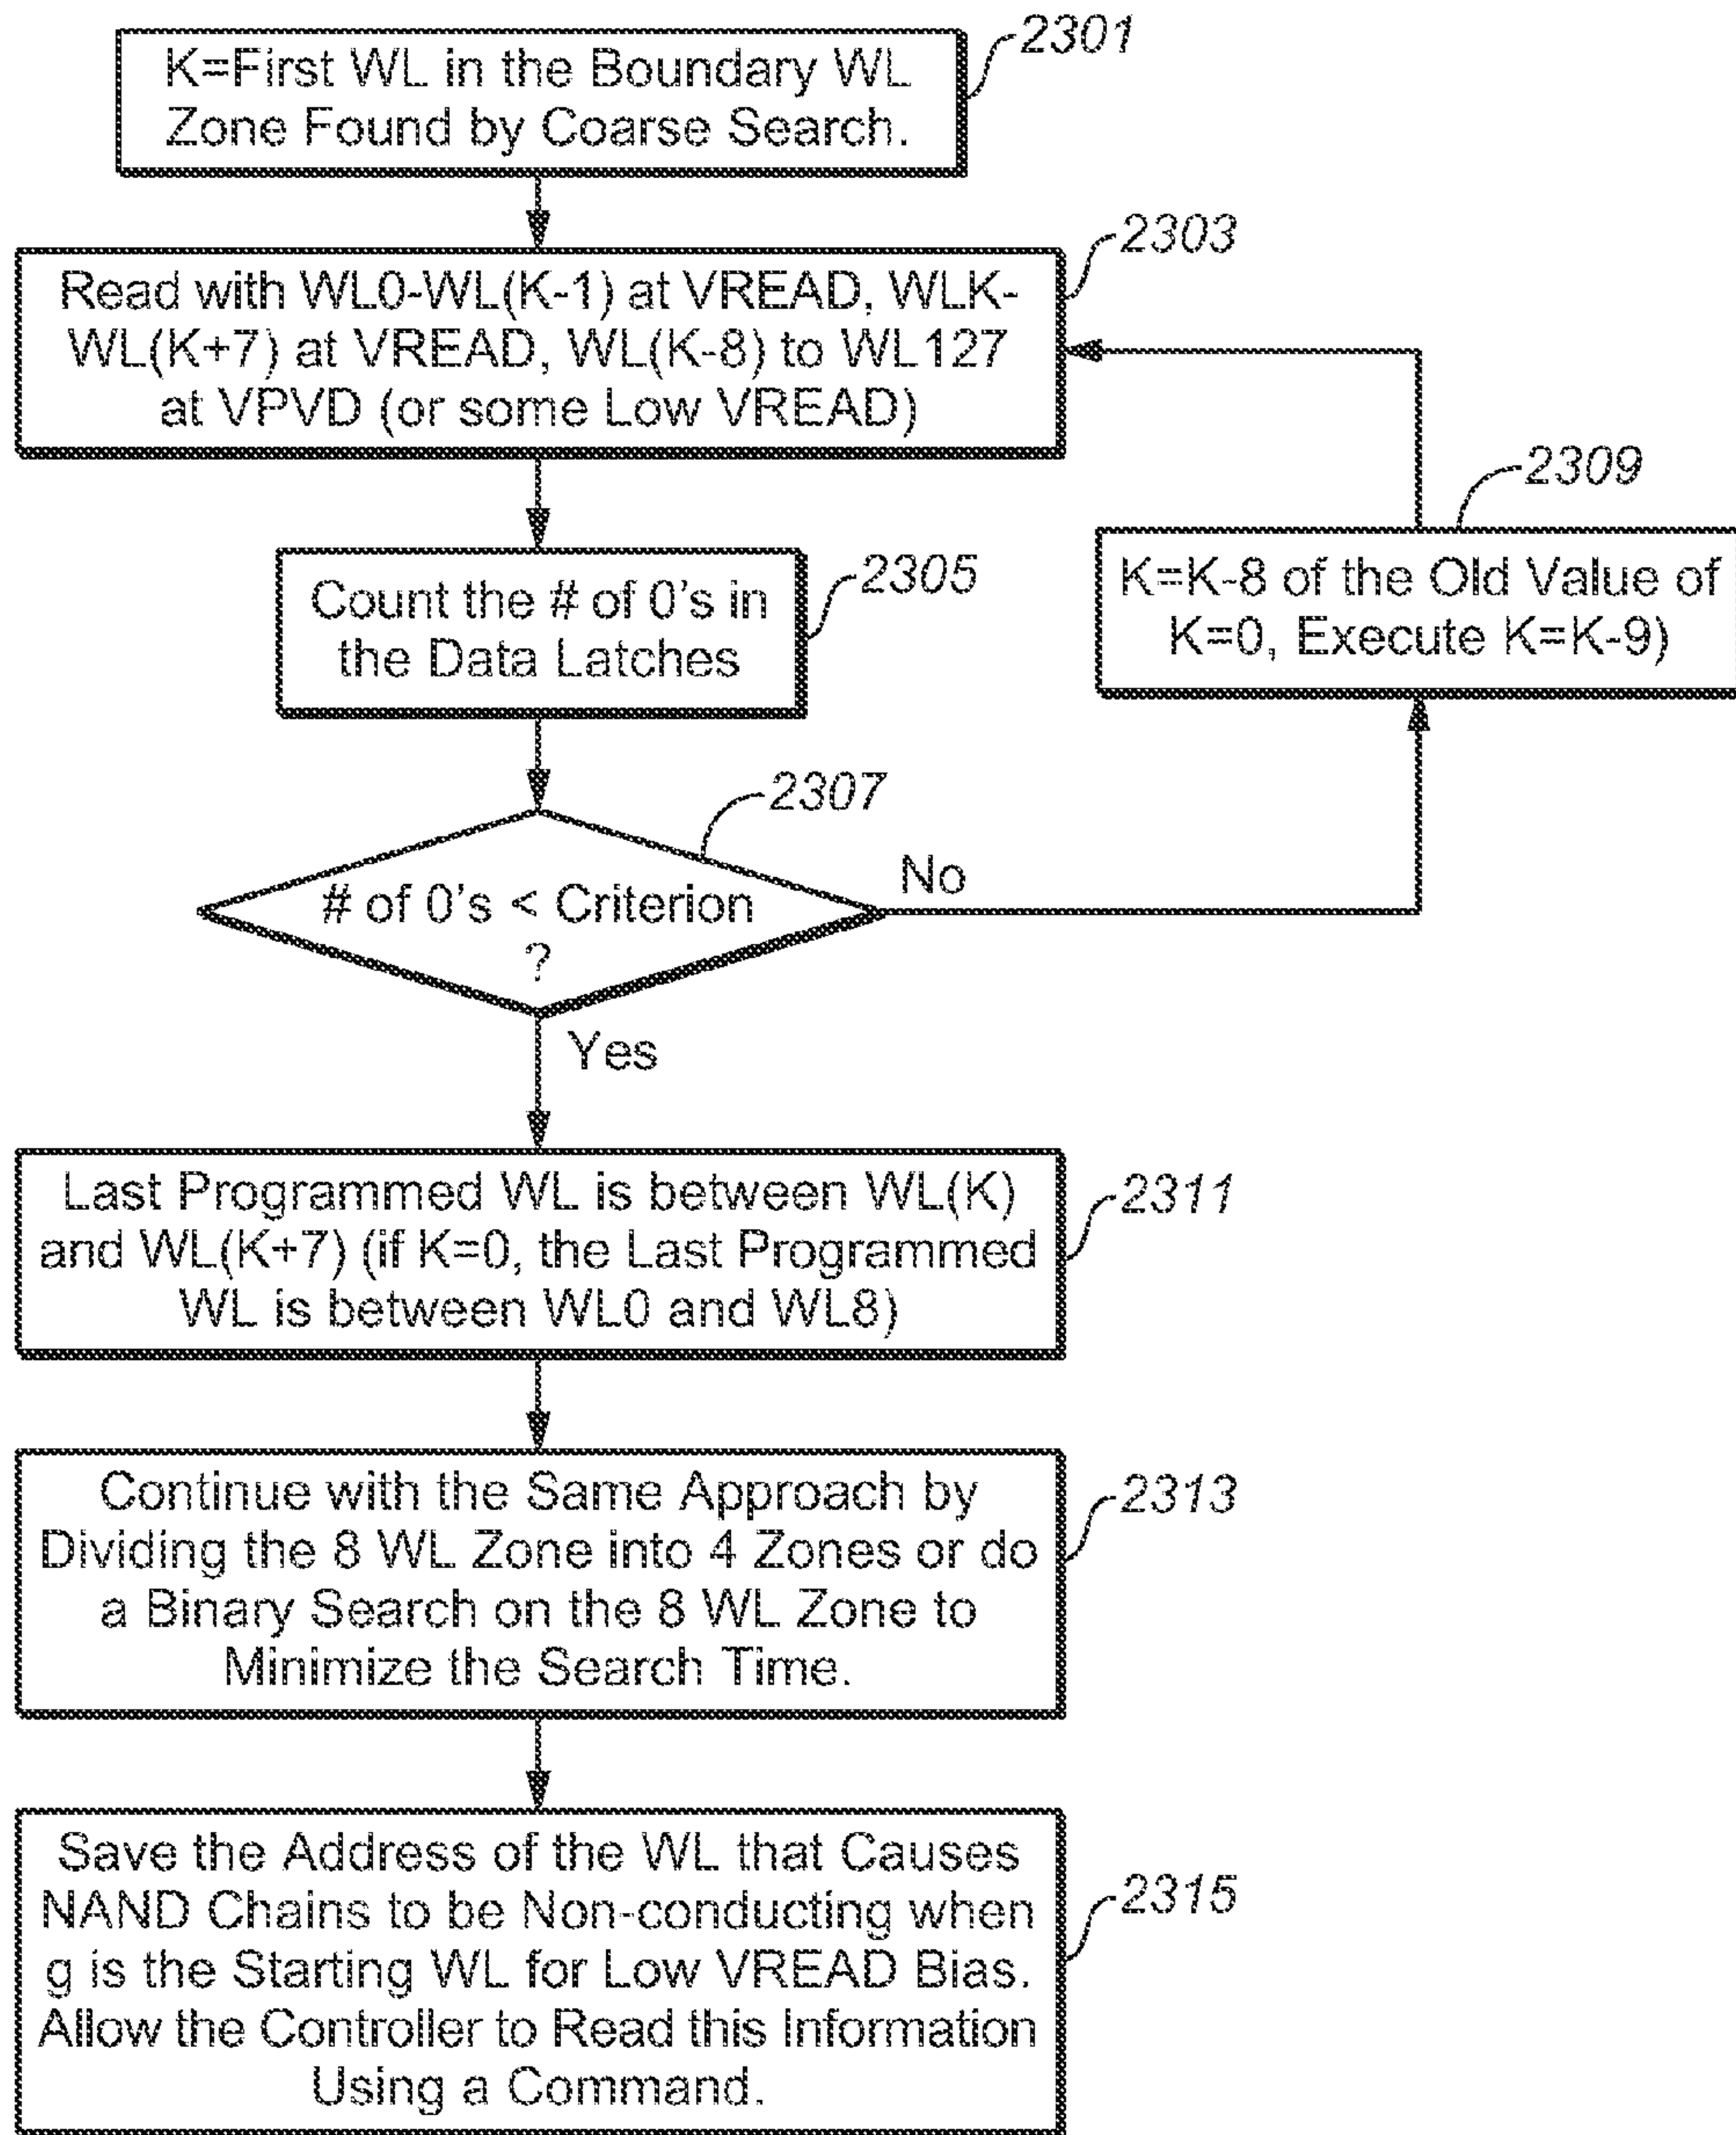 K=First WL in the Boundary WL
Zone Found by Coarse Search.
2301
Read with WL0-WL(K-1) at VREAD, WLK-
WL(K+7) at VREAD, WL(K-8) to WL127
at VPVD (or some Low VREAD)
2303
Count the # of 0's in
the Data Latches
2305
# of 0's < Criterion
?
2307
No
K=K-8 of the Old Value of
K=0, Execute K=K-9)
2309
Yes
Last Programmed WL is between WL(K)
and WL(K+7) (if K=0, the Last Programmed
WL is between WL0 and WL8)
2311
Continue with the Same Approach by
Dividing the 8 WL Zone into 4 Zones or do
a Binary Search on the 8 WL Zone to
Minimize the Search Time.
2313
Save the Address of the WL that Causes
NAND Chains to be Non-conducting when
g is the Starting WL for Low VREAD Bias.
Allow the Controller to Read this Information
Using a Command.
2315